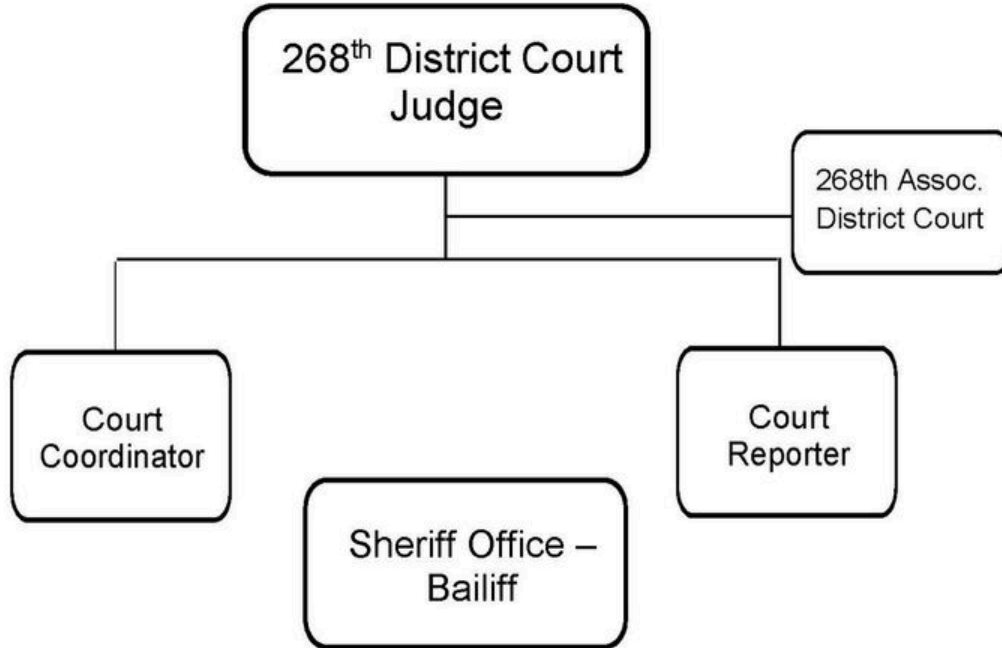 268th District Court
Judge
268th Assoc.
District Court
Court
Coordinator
Court
Reporter
Sheriff Office –
Bailiff